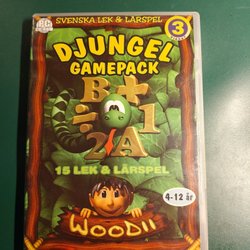 SVENSKA LEK & LÄRSPEL
3
DJUNGEL
GAMEPACK
B +
÷ 1
2 A
15 LEK & LÄRSPEL
4-12 år
WOODII